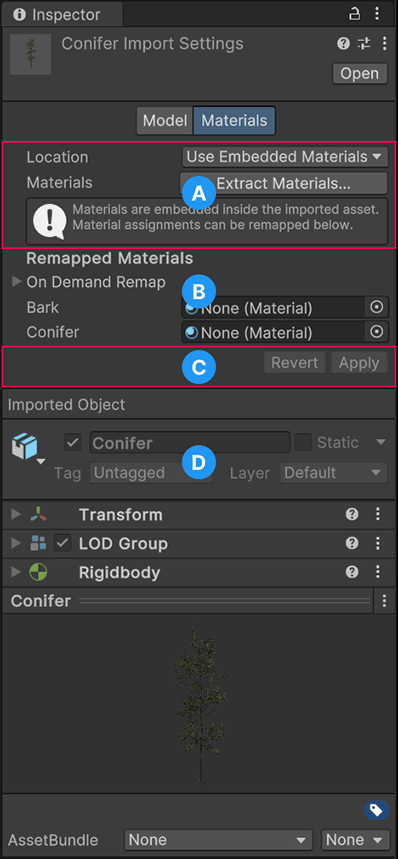 Inspector
Conifer Import Settings
Open
Model Materials
Location Use Embedded Materials
Materials Extract Materials...
A
Materials are embedded inside the imported asset.
Material assignments can be remapped below.
Remapped Materials
On Demand Remap
B
Bark None (Material)
Conifer None (Material)
C Revert Apply
Imported Object
Conifer Static
D
Tag Untagged Layer Default
Transform
LOD Group
Rigidbody
Conifer
AssetBundle None None